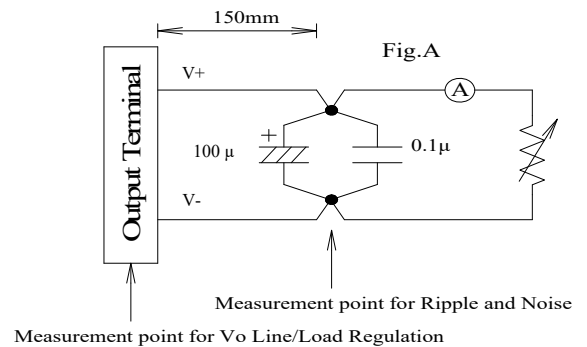 150mm
Fig.A
V+
A
Output Terminal
+
100 µ
0.1µ
V-
Measurement point for Ripple and Noise
Measurement point for Vo Line/Load Regulation